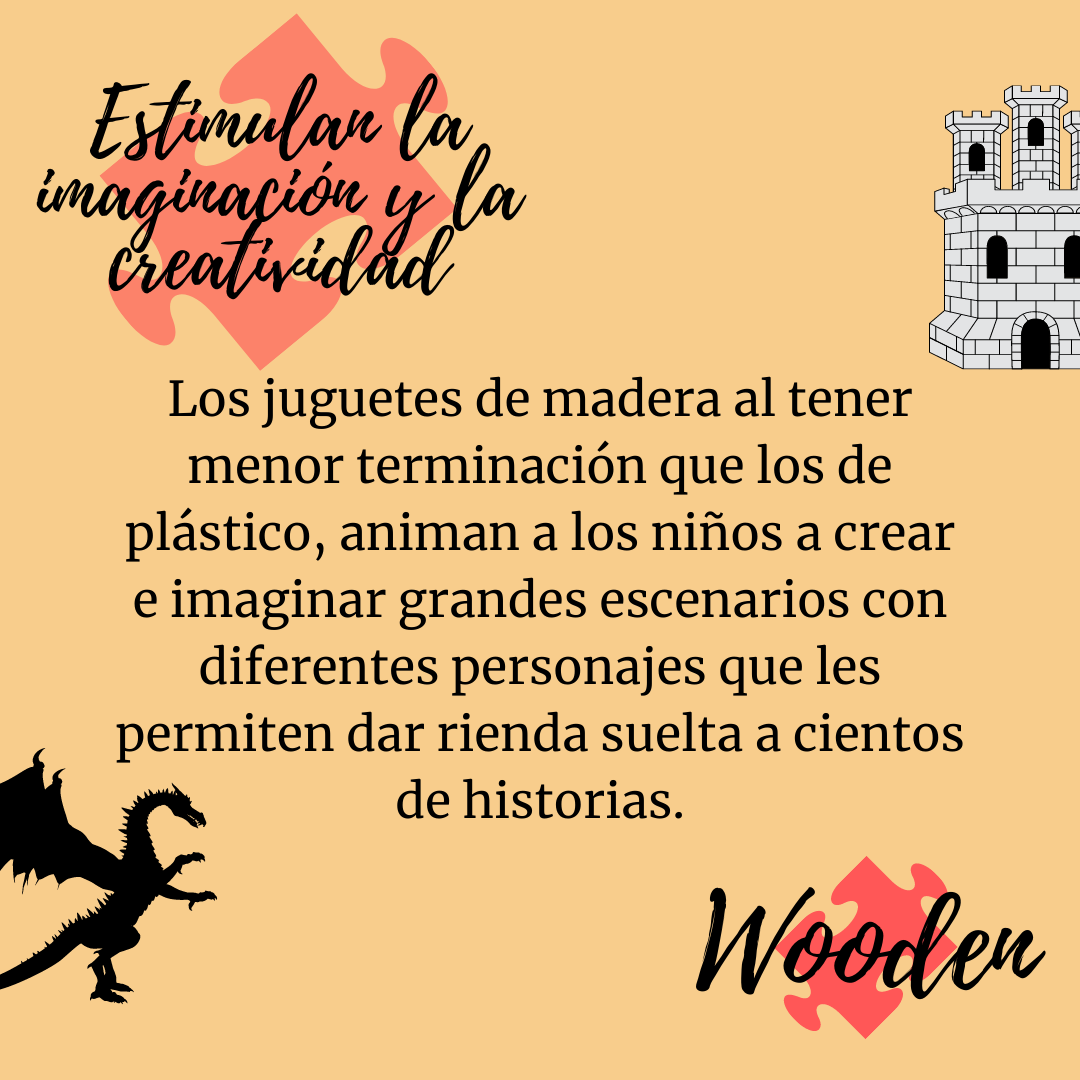 Estimulan la
imaginación y la
creatividad
Los juguetes de madera al tener
menor terminación que los de
plástico, animan a los niños a crear
e imaginar grandes escenarios con
diferentes personajes que les
permiten dar rienda suelta a cientos
de historias.
Wooden